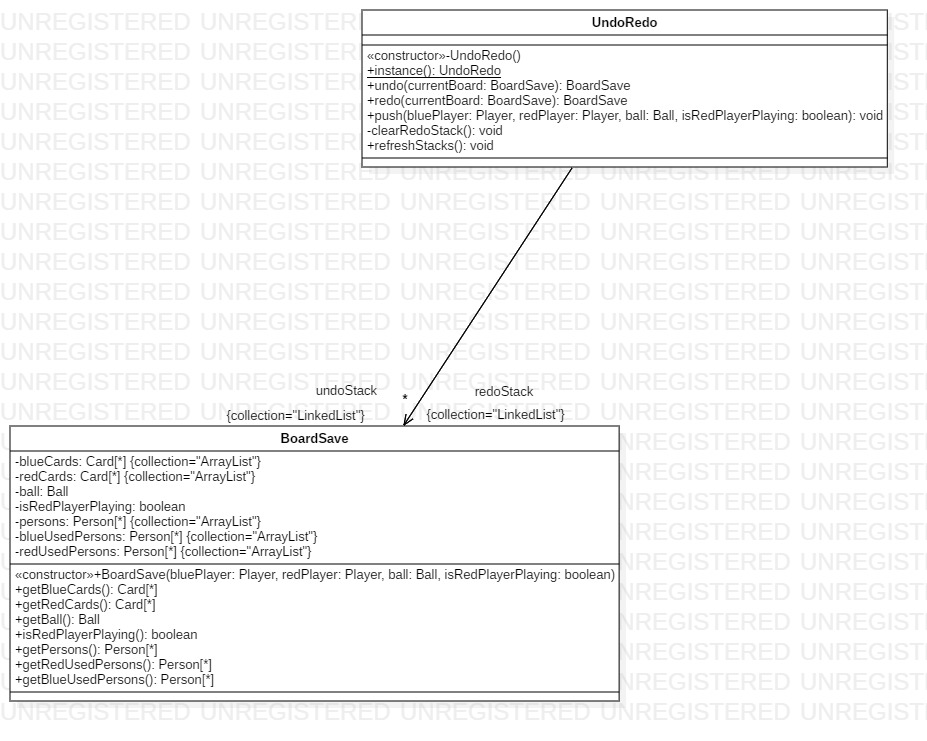 UndoRedo
«constructor»-UndoRedo()
+instance(): UndoRedo
+undo(currentBoard: BoardSave): BoardSave
+redo(currentBoard: BoardSave): BoardSave
+push(bluePlayer: Player, redPlayer: Player, ball: Ball, isRedPlayerPlaying: boolean): void
-clearRedoStack(): void
+refreshStacks(): void
undoStack
*
redoStack
{collection="LinkedList"}
{collection="LinkedList"}
BoardSave
-blueCards: Card[*] {collection="ArrayList"}
-redCards: Card[*] {collection="ArrayList"}
-ball: Ball
-isRedPlayerPlaying: boolean
-persons: Person[*] {collection="ArrayList"}
-blueUsedPersons: Person[*] {collection="ArrayList"}
-redUsedPersons: Person[*] {collection="ArrayList"}
«constructor»+BoardSave(bluePlayer: Player, redPlayer: Player, ball: Ball, isRedPlayerPlaying: boolean)
+getBlueCards(): Card[*]
+getRedCards(): Card[*]
+getBall(): Ball
+isRedPlayerPlaying(): boolean
+getPersons(): Person[*]
+getRedUsedPersons(): Person[*]
+getBlueUsedPersons(): Person[*]
UNREGISTERED